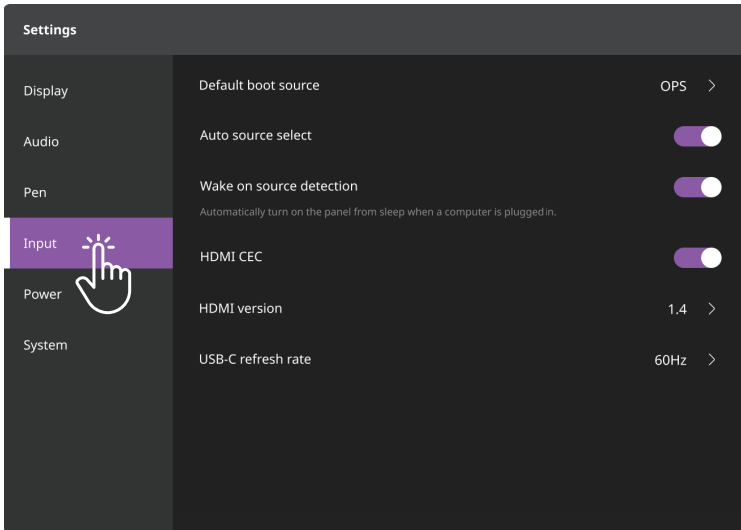 Settings
Display
Audio
Pen
Input
Power
System
Default boot source
OPS
Auto source select
Wake on source detection
Automatically turn on the panel from sleep when a computer is plugged in.
HDMI CEC
HDMI version
1.4
USB-C refresh rate
60Hz